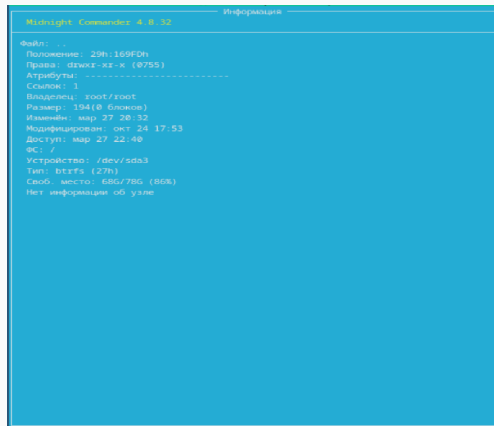 Информация
Midnight Commander 4.8.32
Файл: ..
Положение: 29h:169FDh
Права: drwxr-xr-x (0755)
Атрибуты: -------------------------
Ссылок: 1
Владелец: root/root
Размер: 194(0 блоков)
Изменён: мар 27 20:32
Модифицирован: окт 24 17:53
Доступ: мар 27 22:40
ФС: /
Устройство: /dev/sda3
Тип: btrfs (27h)
Своб. место: 68G/78G (86%)
Нет информации об узле